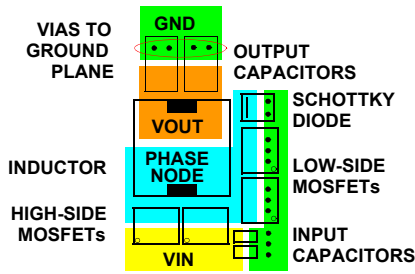 GND
VIAS TO
GROUND
PLANE
OUTPUT
CAPACITORS
VOUT
SCHOTTKY
DIODE
INDUCTOR
PHASE
NODE
LOW-SIDE
MOSFETs
HIGH-SIDE
MOSFETs
VIN
INPUT
CAPACITORS